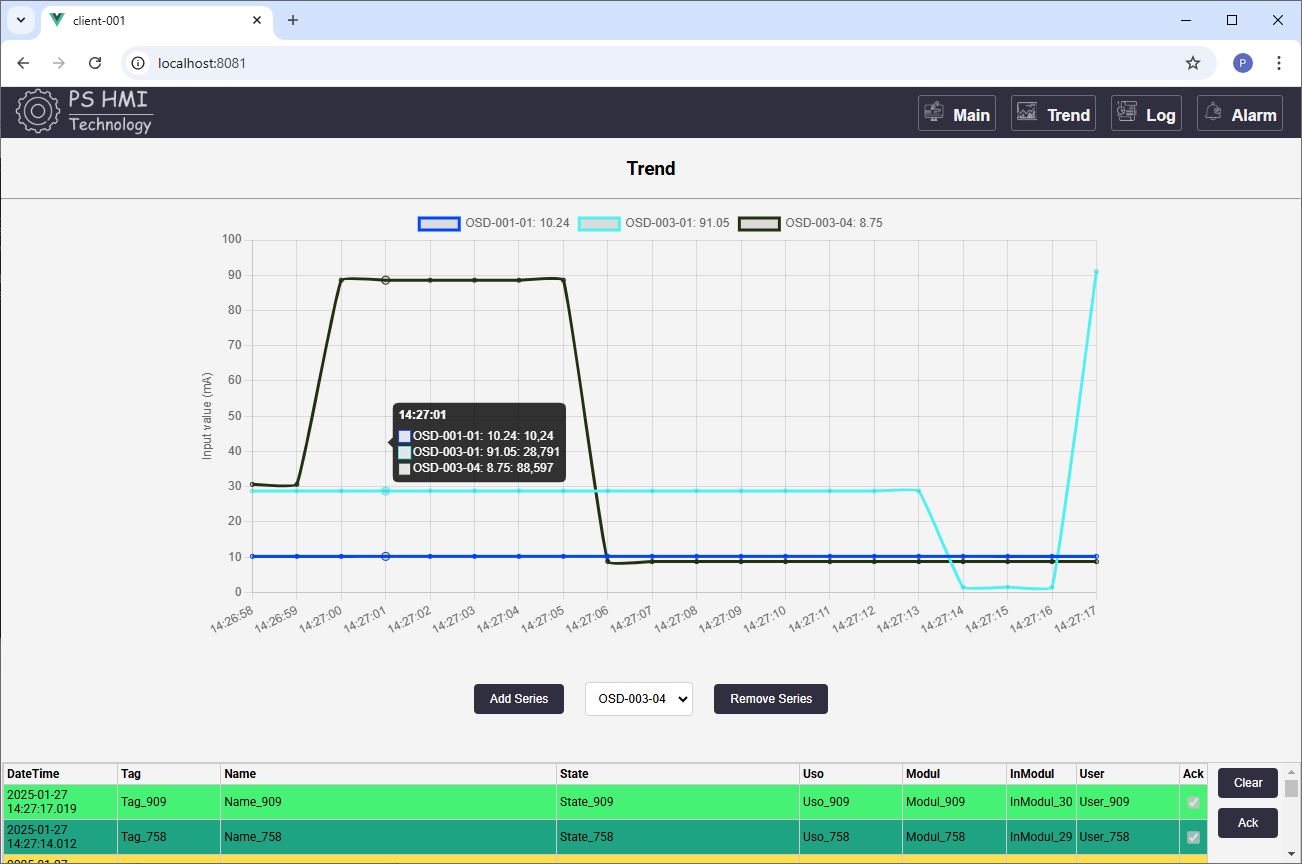 client-001
localhost:8081
P
PS HMI
Technology
Main
Trend
Log
Alarm
Trend
OSD-001-01: 10.24
OSD-003-01: 91.05
OSD-003-04: 8.75
100
90
80
70
60
50
40
30
20
10
0
Input value (mA)
14:27:01
OSD-001-01: 10.24: 10,24
OSD-003-01: 91.05: 28,791
OSD-003-04: 8.75: 88,597
14:26:58
14:26:59
14:27:00
14:27:01
14:27:02
14:27:03
14:27:04
14:27:05
14:27:06
14:27:07
14:27:08
14:27:09
14:27:10
14:27:11
14:27:12
14:27:13
14:27:14
14:27:15
14:27:16
14:27:17
Add Series
OSD-003-04
Remove Series
DateTime Tag Name State Uso Modul InModul User Ack
2025-01-27
14:27:17.019
Tag_909 Name_909 State_909 Uso_909 Modul_909 InModul_30 User_909
2025-01-27
14:27:14.012
Tag_758 Name_758 State_758 Uso_758 Modul_758 InModul_29 User_758
Clear
Ack